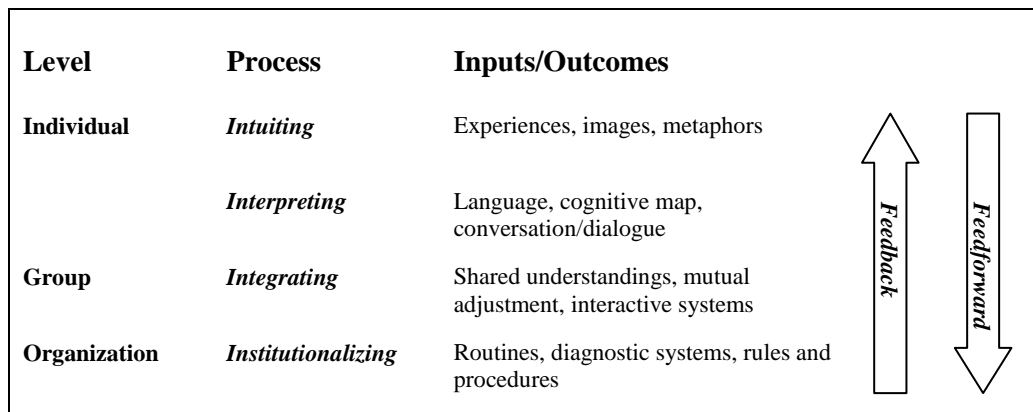 Level Process Inputs/Outcomes
Individual Intuiting Experiences, images, metaphors
Interpreting Language, cognitive map,
conversation/dialogue
Group Integrating Shared understandings, mutual
adjustment, interactive systems
Organization Institutionalizing Routines, diagnostic systems, rules and
procedures
Feedback
Feedforward